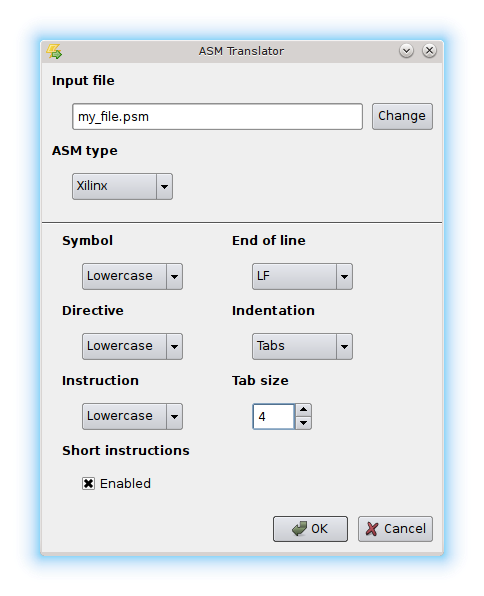 ASM Translator
Input file
my_file.psm Change
ASM type
Xilinx
Symbol End of line
Lowercase LF
Directive Indentation
Lowercase Tabs
Instruction Tab size
Lowercase 4
Short instructions
Enabled
OK Cancel